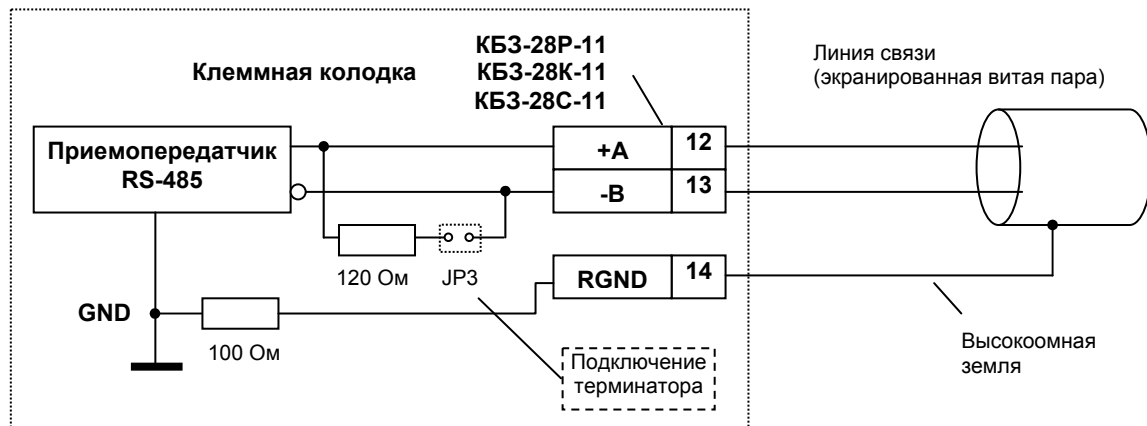 КБЗ-28Р-11
КБЗ-28К-11
КБЗ-28С-11
Клеммная колодка
Линия связи
(экранированная витая пара)
Приемопередатчик
RS-485
+A
12
-B
13
120 Ом
JP3
RGND
14
GND
100 Ом
Подключение
терминатора
Высокоомная
земля